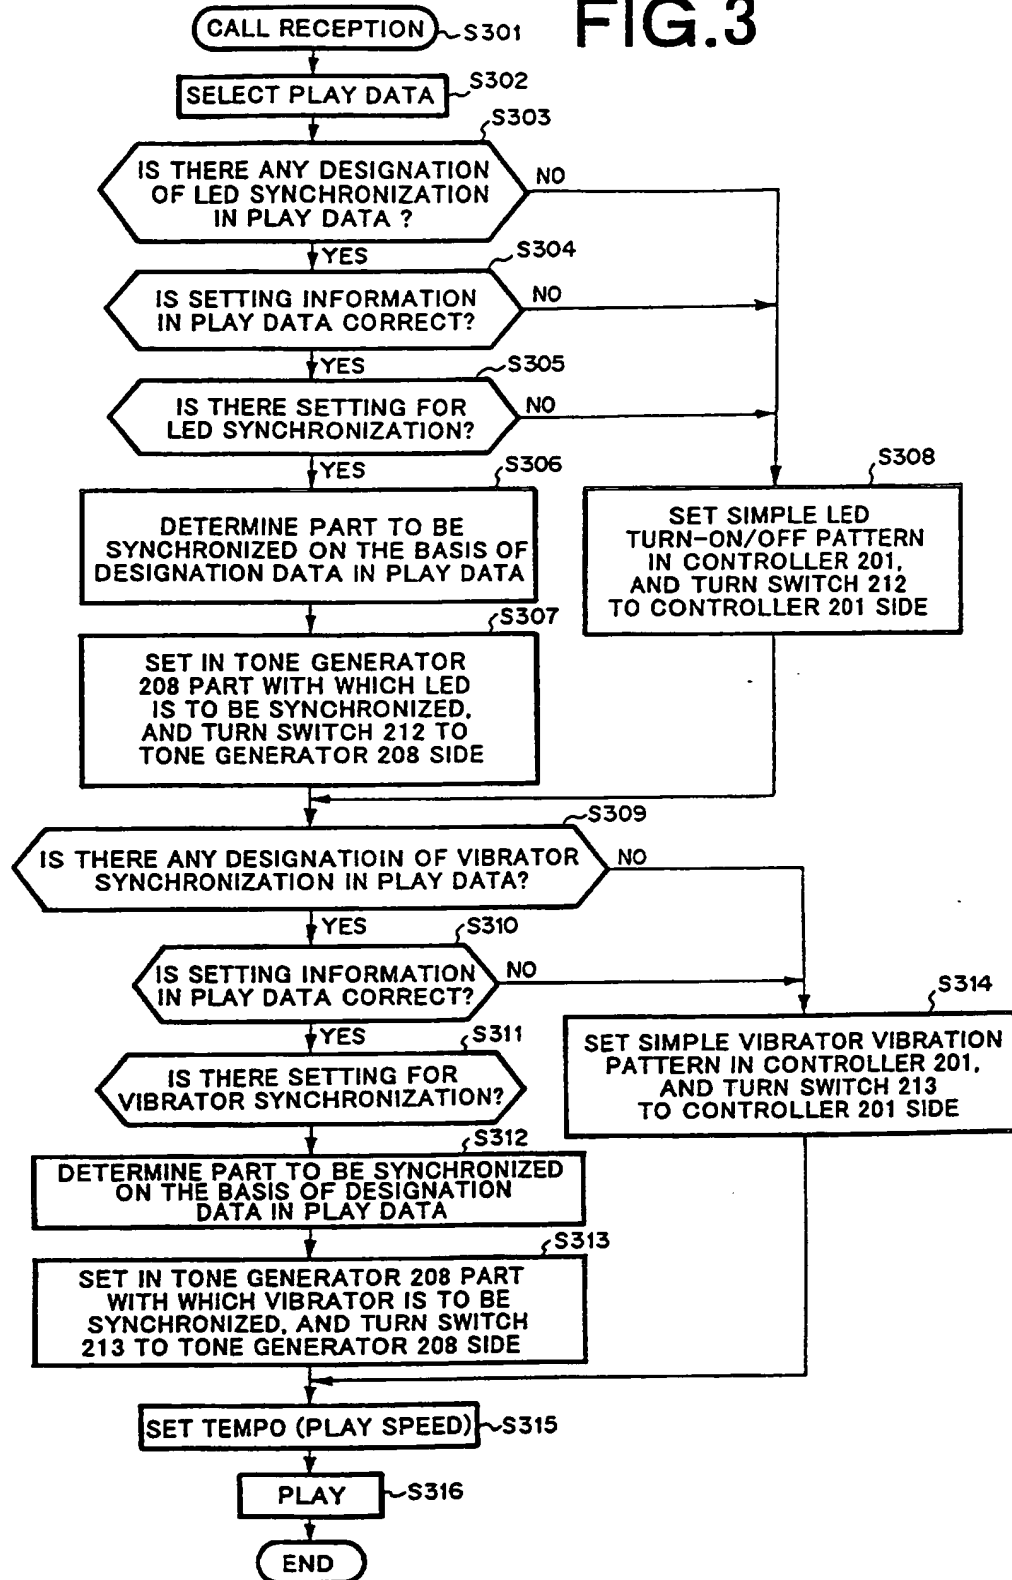 FIG.3
CALL RECEPTION
S301
SELECT PLAY DATA
S302
S303
IS THERE ANY DESIGNATION
OF LED SYNCHRONIZATION
IN PLAY DATA ?
NO
YES
S304
IS SETTING INFORMATION
IN PLAY DATA CORRECT?
NO
YES
S305
IS THERE SETTING FOR
LED SYNCHRONIZATION?
NO
YES
S306
DETERMINE PART TO BE
SYNCHRONIZED ON THE BASIS OF
DESIGNATION DATA IN PLAY DATA
S308
SET SIMPLE LED
TURN-ON/OFF PATTERN
IN CONTROLLER 201,
AND TURN SWITCH 212
TO CONTROLLER 201 SIDE
S307
SET IN TONE GENERATOR
208 PART WITH WHICH LED
IS TO BE SYNCHRONIZED,
AND TURN SWITCH 212 TO
TONE GENERATOR 208 SIDE
S309
IS THERE ANY DESIGNATIOIN OF VIBRATOR
SYNCHRONIZATION IN PLAY DATA?
NO
YES
S310
IS SETTING INFORMATION
IN PLAY DATA CORRECT?
NO
YES
S311
IS THERE SETTING FOR
VIBRATOR SYNCHRONIZATION?
S314
SET SIMPLE VIBRATOR VIBRATION
PATTERN IN CONTROLLER 201,
AND TURN SWITCH 213
TO CONTROLLER 201 SIDE
S312
DETERMINE PART TO BE SYNCHRONIZED
ON THE BASIS OF DESIGNATION
DATA IN PLAY DATA
S313
SET IN TONE GENERATOR 208 PART
WITH WHICH VIBRATOR IS TO BE
SYNCHRONIZED, AND TURN SWITCH
213 TO TONE GENERATOR 208 SIDE
SET TEMPO (PLAY SPEED)
S315
PLAY
S316
END